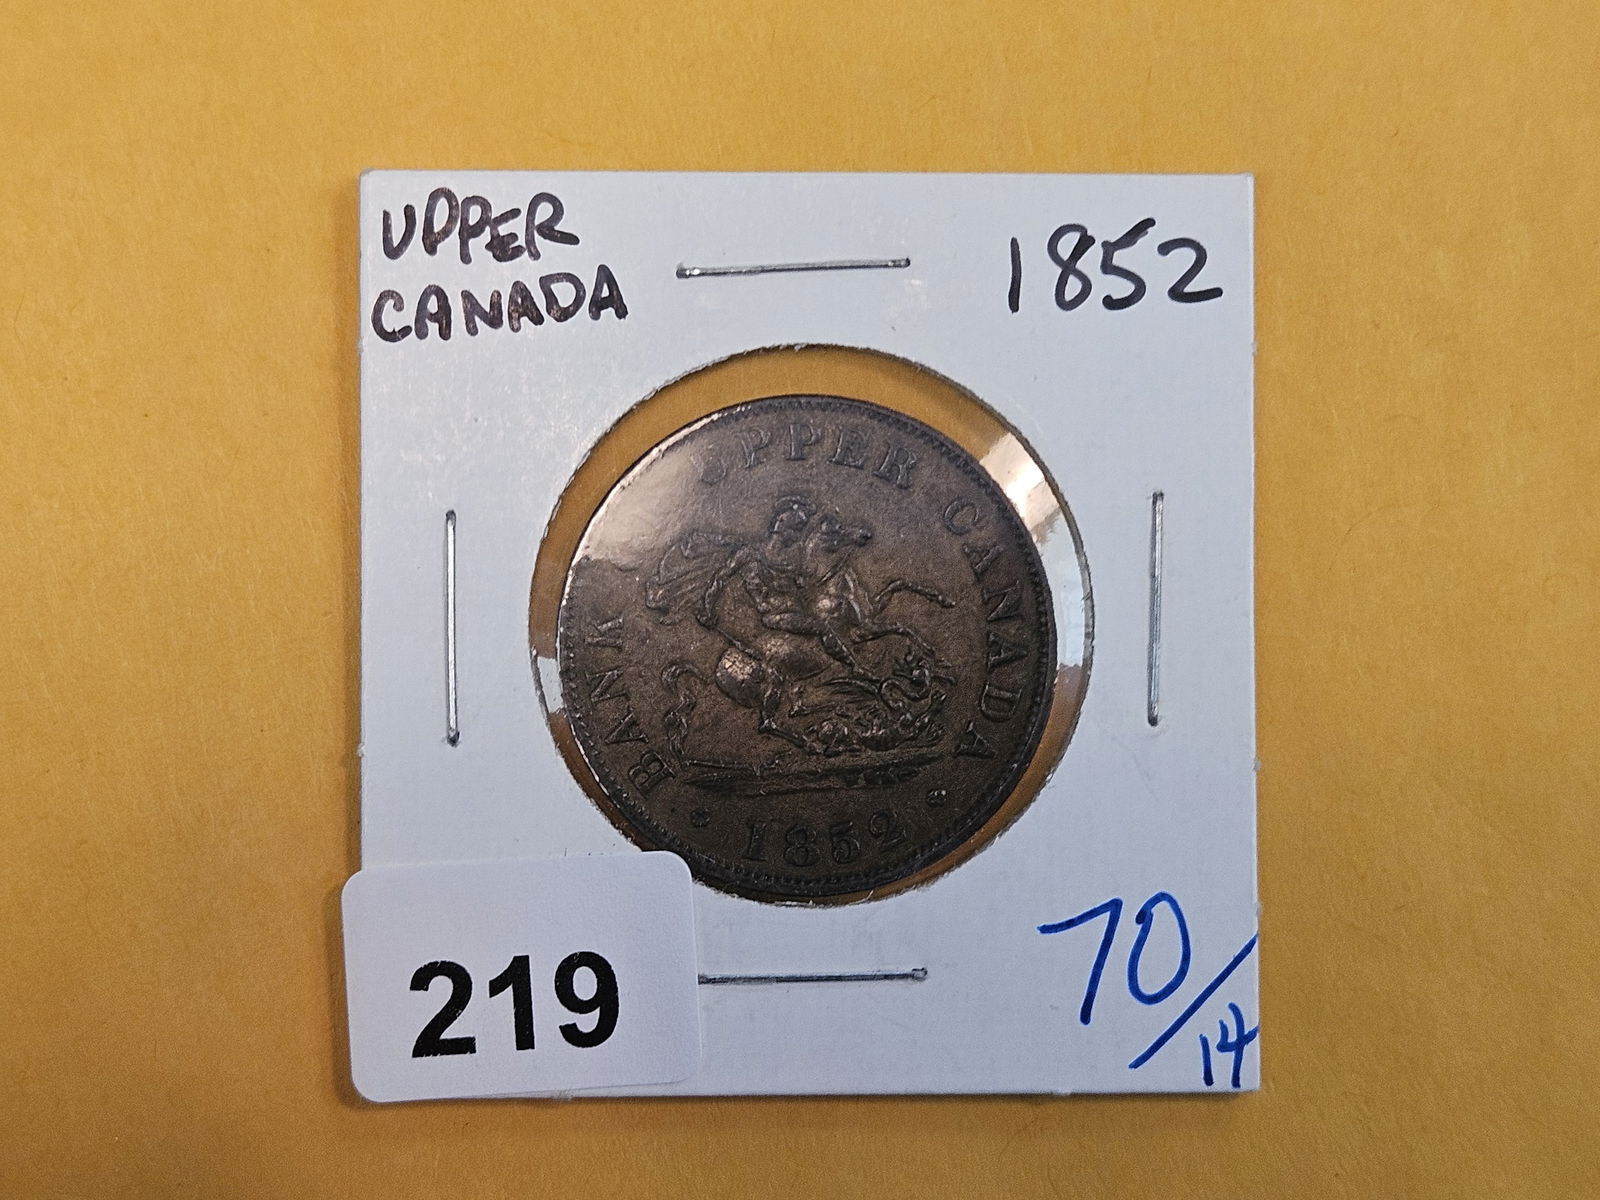 UPPER
CANADA
1852
BANK UPPER CANADA
1852
219
70/14